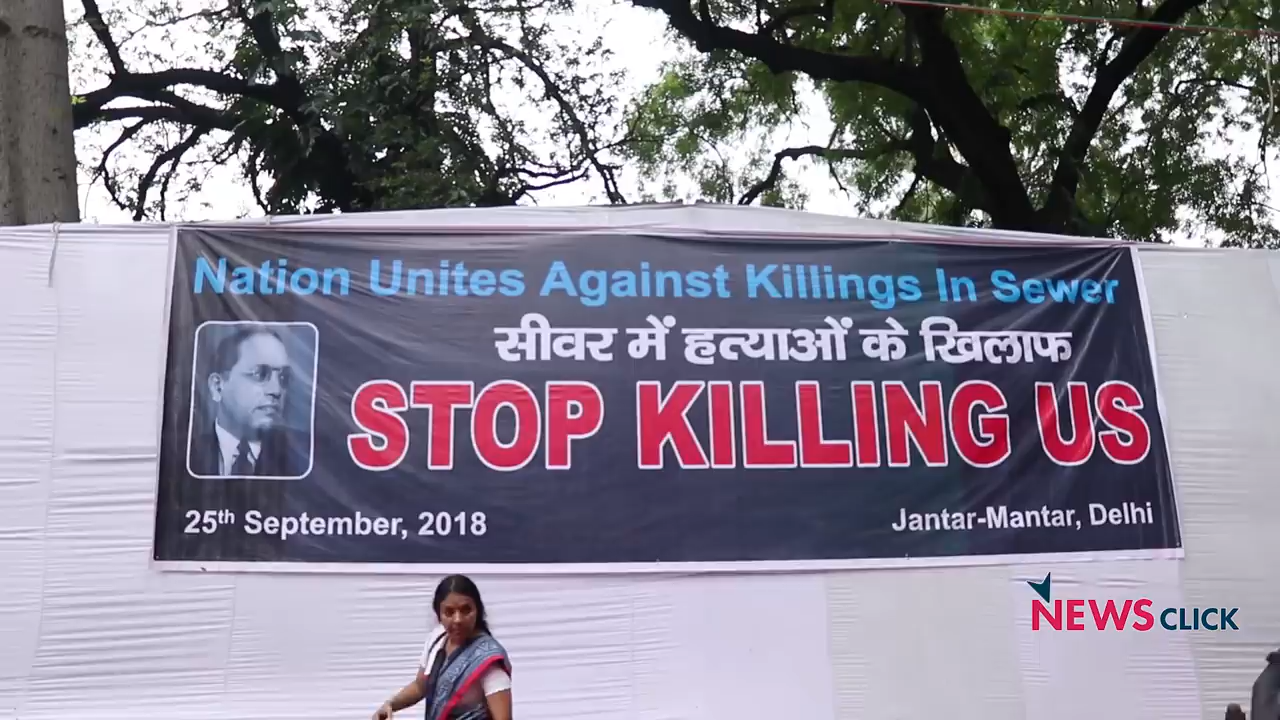 Nation Unites Against Killings In Sewer
सीवर में हत्याओं के खिलाफ
STOP KILLING US
25th September, 2018
Jantar-Mantar, Delhi
NEWSCLICK